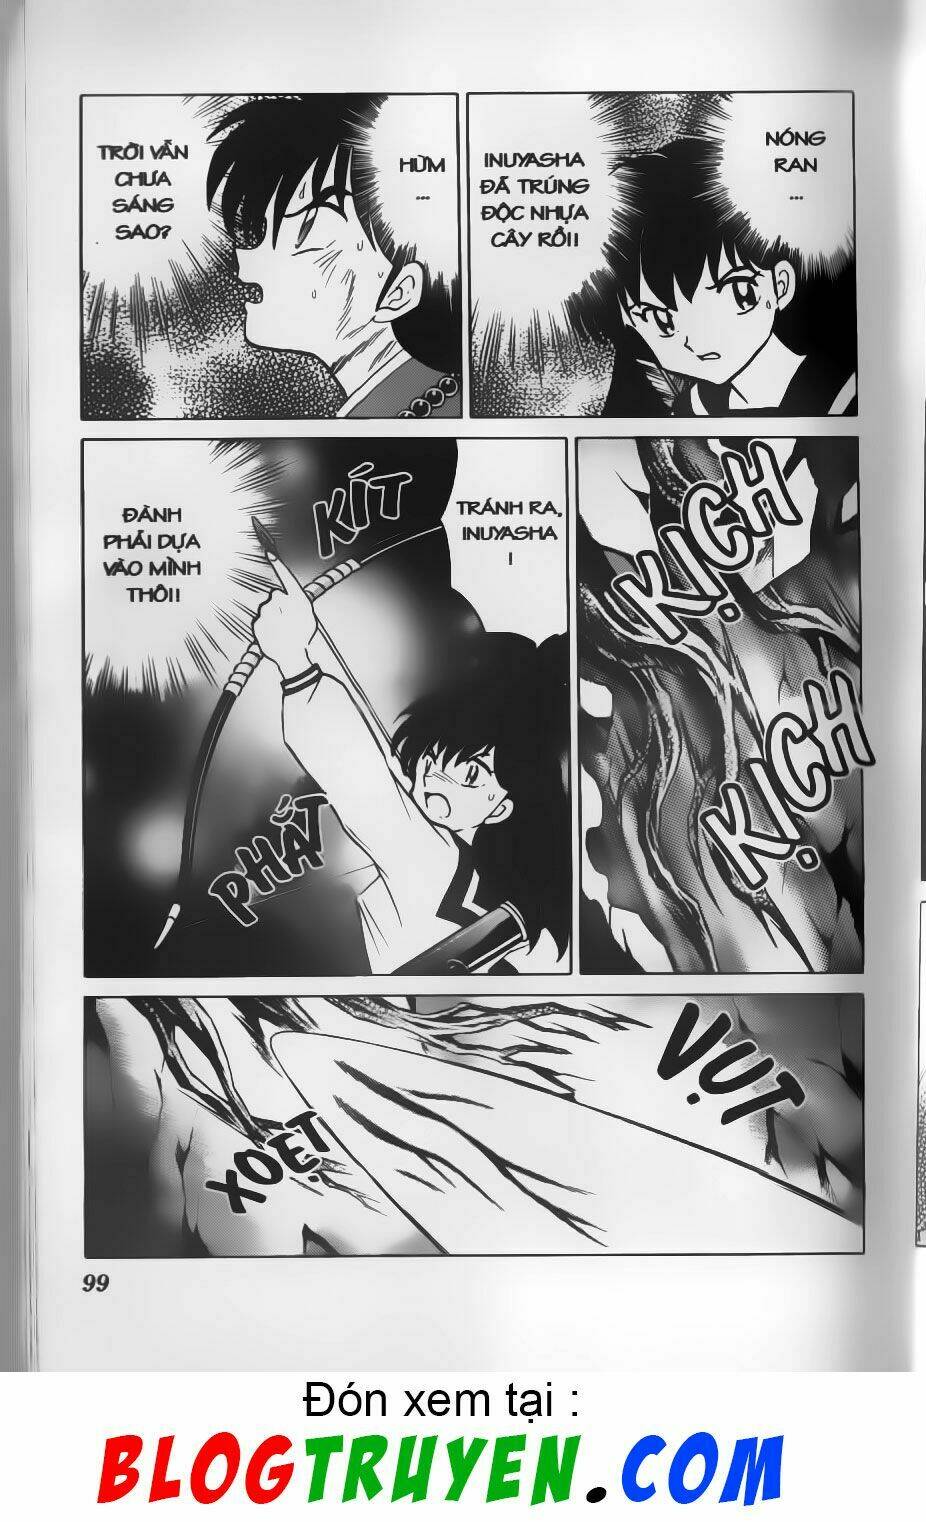 NÓNG
RAN
...
INUYASHA
ĐÃ TRÚNG
ĐỘC NHỰA
CÂY RỒI!
HỪM
...
TRỜI VẪN
CHƯA
SÁNG
SAO?
KỊCH
KỊCH
TRÁNH RA,
INUYASHA
!
KÍT
ĐÀNH
PHẢI DỰA
VÀO MÌNH
THÔI!
PHẤT
VỤT
XOẸT
99
Đón xem tại :
BLOGTRUYEN.COM